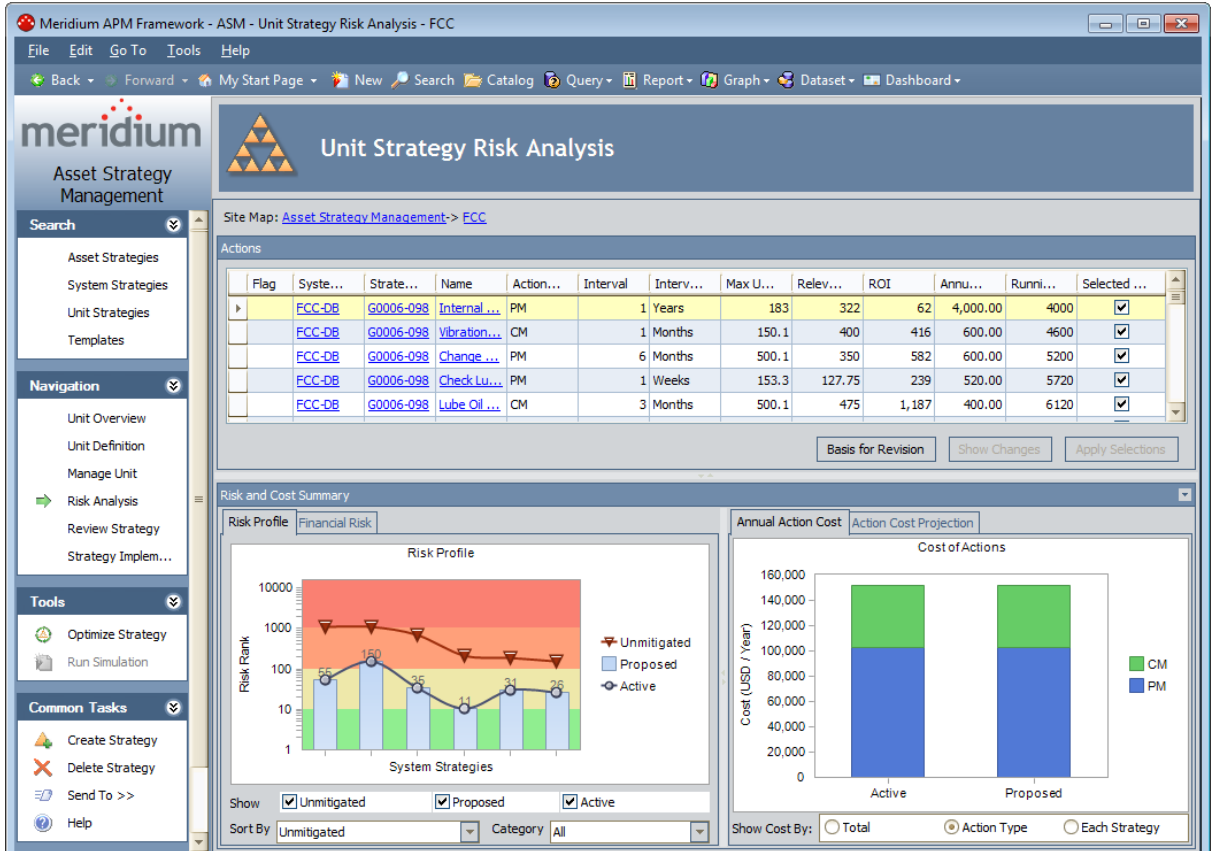 Meridium APM Framework - ASM - Unit Strategy Risk Analysis - FCC
File Edit Go To Tools Help
Back Forward My Start Page New Search Catalog Query Report Graph Dataset Dashboard
meridium
Asset Strategy
Management
Search
Asset Strategies
System Strategies
Unit Strategies
Templates
Navigation
Unit Overview
Unit Definition
Manage Unit
Risk Analysis
Review Strategy
Strategy Implem...
Tools
Optimize Strategy
Run Simulation
Common Tasks
Create Strategy
Delete Strategy
Send To >>
Help
Unit Strategy Risk Analysis
Site Map: Asset Strategy Management-> FCC
Actions
Flag Syste... Strate... Name Action... Interval Interv... Max U... Relev... ROI Annu... Runni... Selected ...
FCC-DB G0006-098 Internal ... PM 1 Years 183 322 62 4,000.00 4000
FCC-DB G0006-098 Vibration... CM 1 Months 150.1 400 416 600.00 4600
FCC-DB G0006-098 Change ... PM 6 Months 500.1 350 582 600.00 5200
FCC-DB G0006-098 Check Lu... PM 1 Weeks 153.3 127.75 239 520.00 5720
FCC-DB G0006-098 Lube Oil ... CM 3 Months 500.1 475 1,187 400.00 6120
Basis for Revision Show Changes Apply Selections
Risk and Cost Summary
Risk Profile Financial Risk
Risk Profile
Risk Rank
10000
1000
100
10
1
55 150 35 11 31 26
System Strategies
Unmitigated
Proposed
Active
Show Unmitigated Proposed Active
Sort By Unmitigated Category All
Annual Action Cost Action Cost Projection
Cost of Actions
Cost (USD / Year)
160,000
140,000
120,000
100,000
80,000
60,000
40,000
20,000
0
Active Proposed
CM
PM
Show Cost By: Total Action Type Each Strategy